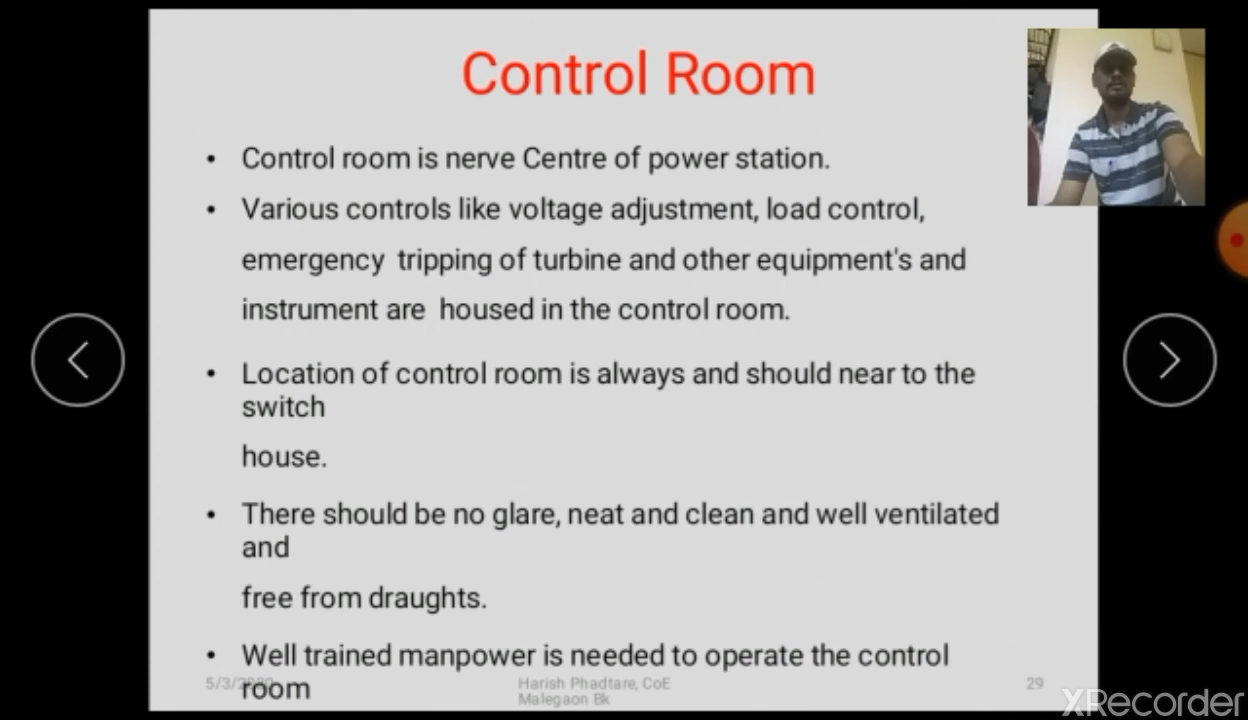 Control Room
• Control room is nerve Centre of power station.
• Various controls like voltage adjustment, load control,
emergency tripping of turbine and other equipment's and
instrument are housed in the control room.
• Location of control room is always and should near to the
switch
house.
• There should be no glare, neat and clean and well ventilated
and
free from draughts.
• Well trained manpower is needed to operate the control
room
5/3/
Harish Phadtare, CoE
Malegaon Bk
29
XRecorder